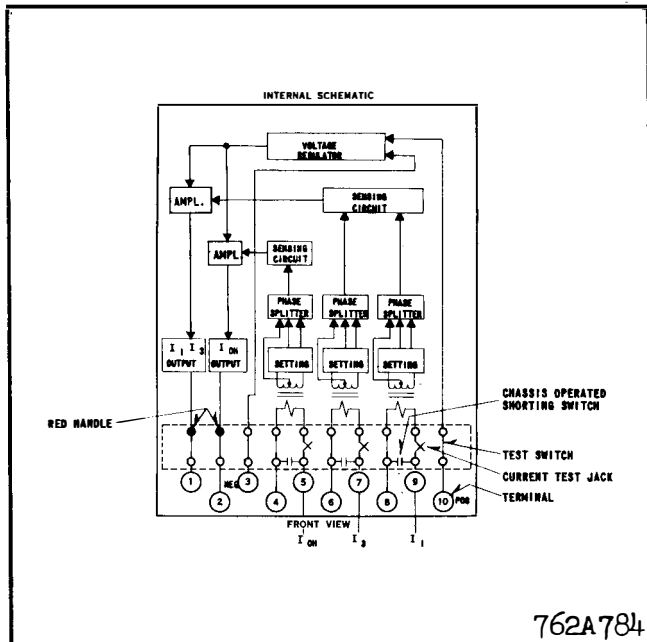 INTERNAL SCHEMATIC
VOLTAGE
REGULATOR
AMPL.
SENSING
CIRCUIT
AMPL
SENSING
CIRCUIT
PHASE
SPLITTER
PHASE
SPLITTER
PHASE
SPLITTER
I1 I3
OUTPUT
IOH
OUTPUT
SETTING
SETTING
SETTING
CHASSIS OPERATED
SHORTING SWITCH
RED HANDLE
TEST SWITCH
CURRENT TEST JACK
TERMINAL
1 NEG 3 5 7 9
2 4 6 8 10 POS
FRONT VIEW
IOH I3 I1
762A784